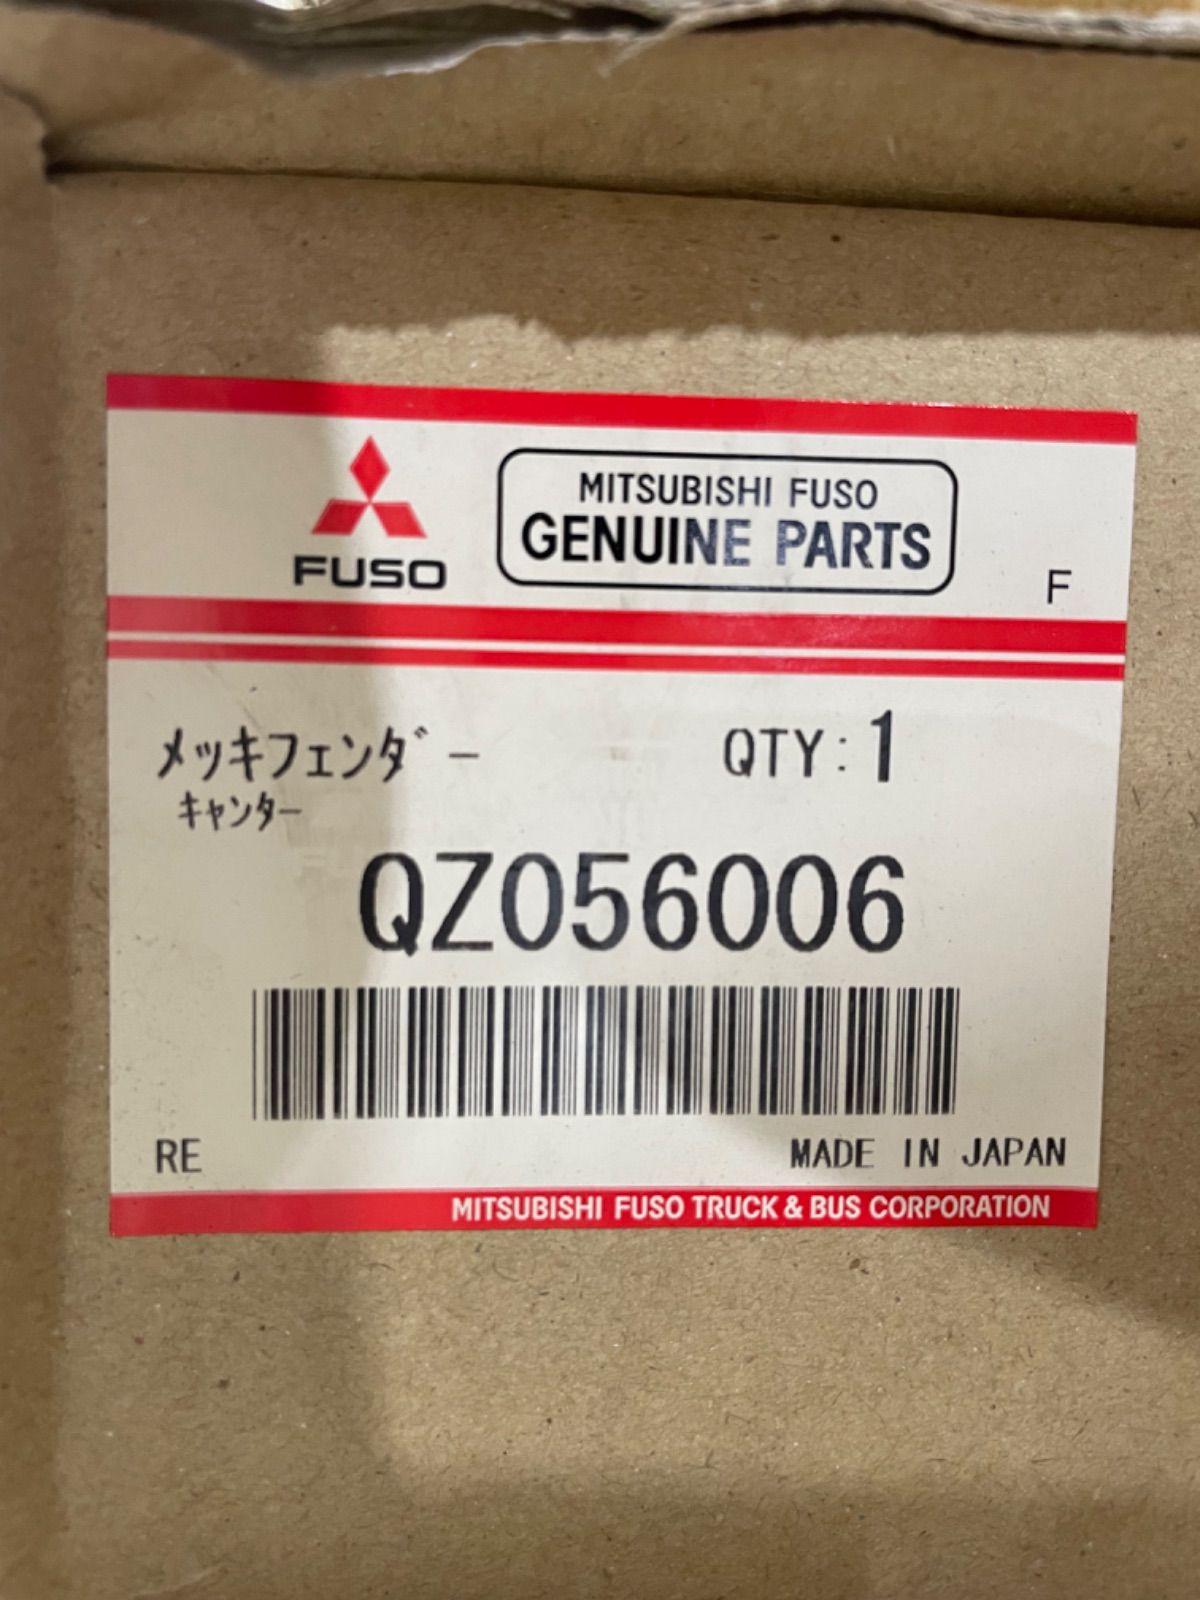 FUSO
MITSUBISHI FUSO
GENUINE PARTS
F
メッキフェンダー QTY:1
キャンター
QZ056006
RE MADE IN JAPAN
MITSUBISHI FUSO TRUCK & BUS CORPORATION